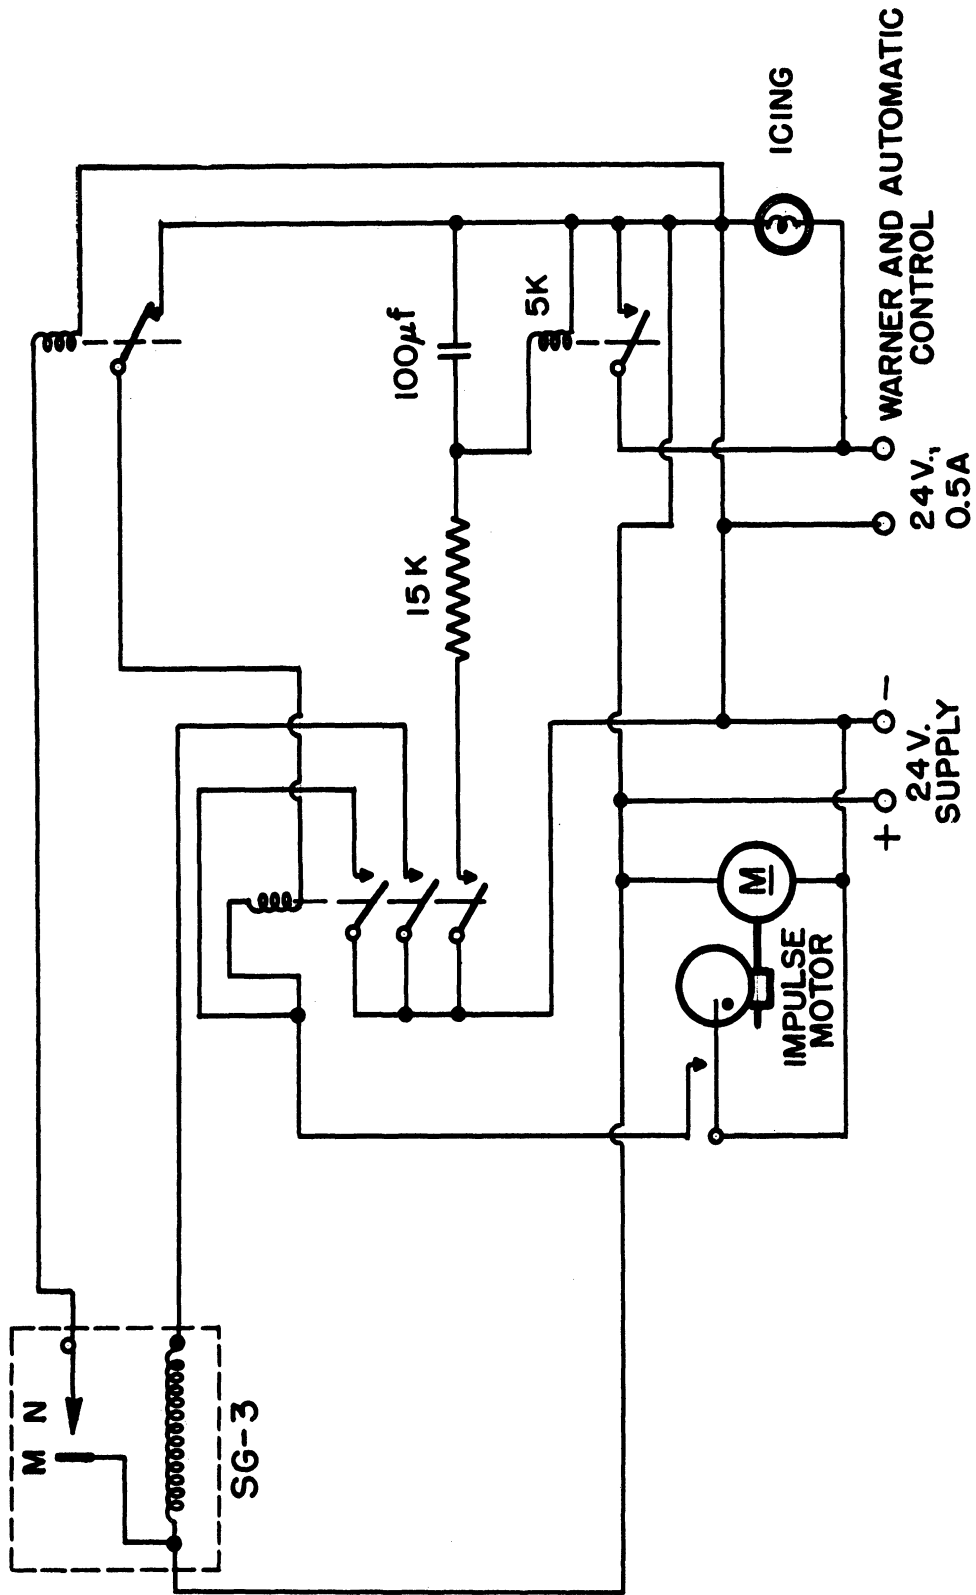 M N
SG-3
15K
100μf
5K
ICING
M
IMPULSE
MOTOR
+ −
24V.
SUPPLY
24V.,
0.5A
WARNER AND AUTOMATIC
CONTROL